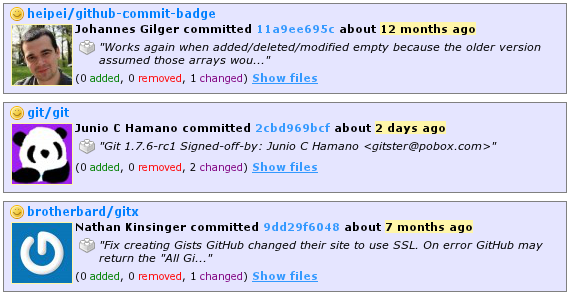 heipei/github-commit-badge
Johannes Gilger committed 11a9ee695c about 12 months ago
"Works again when added/deleted/modified empty because the older version
assumed those arrays wou..."
(0 added, 0 removed, 1 changed) Show files
git/git
Junio C Hamano committed 2cbd969bcf about 2 days ago
"Git 1.7.6-rc1 Signed-off-by: Junio C Hamano <gitster@pobox.com>"
(0 added, 0 removed, 2 changed) Show files
brotherbard/gitx
Nathan Kinsinger committed 9dd29f6048 about 7 months ago
"Fix creating Gists GitHub changed their site to use SSL. On error GitHub may
return the "All Gi..."
(0 added, 0 removed, 1 changed) Show files